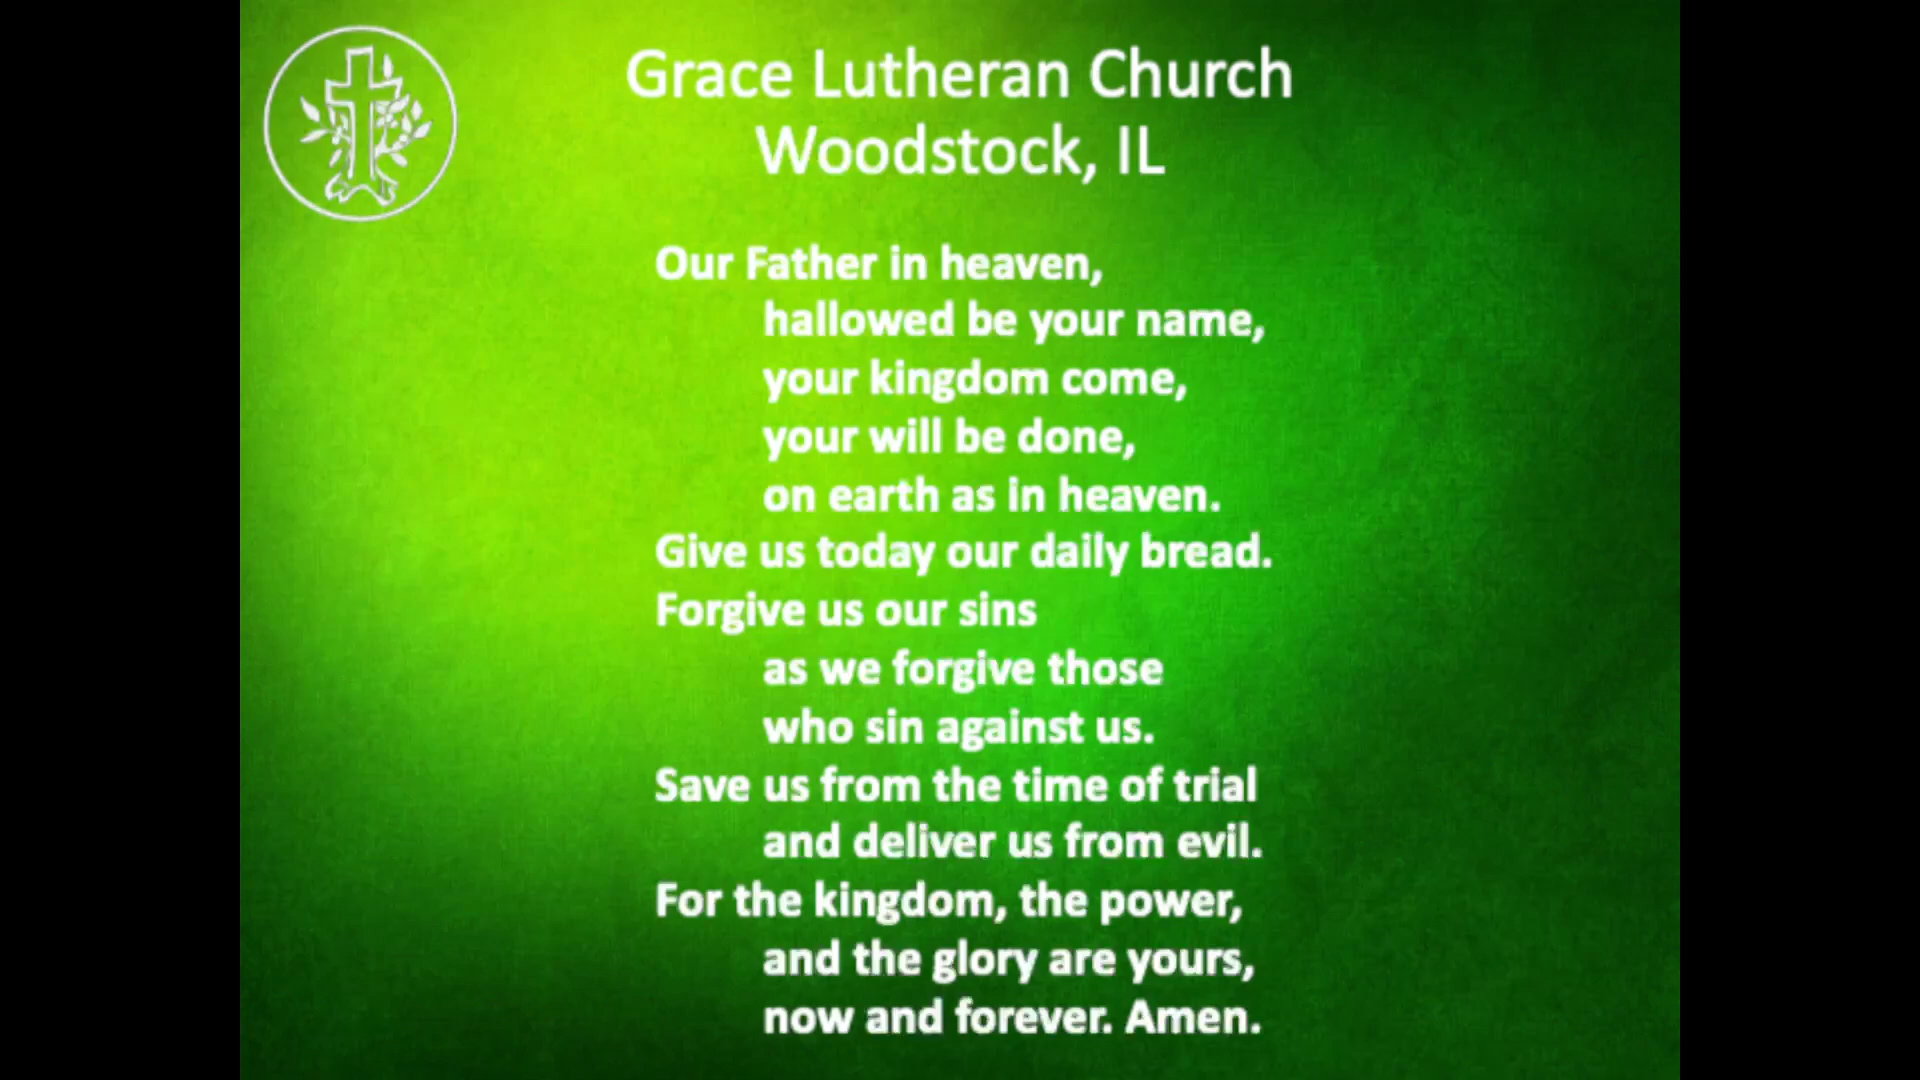 Grace Lutheran Church
Woodstock, IL
Our Father in heaven,
hallowed be your name,
your kingdom come,
your will be done,
on earth as in heaven.
Give us today our daily bread.
Forgive us our sins
as we forgive those
who sin against us.
Save us from the time of trial
and deliver us from evil.
For the kingdom, the power,
and the glory are yours,
now and forever. Amen.